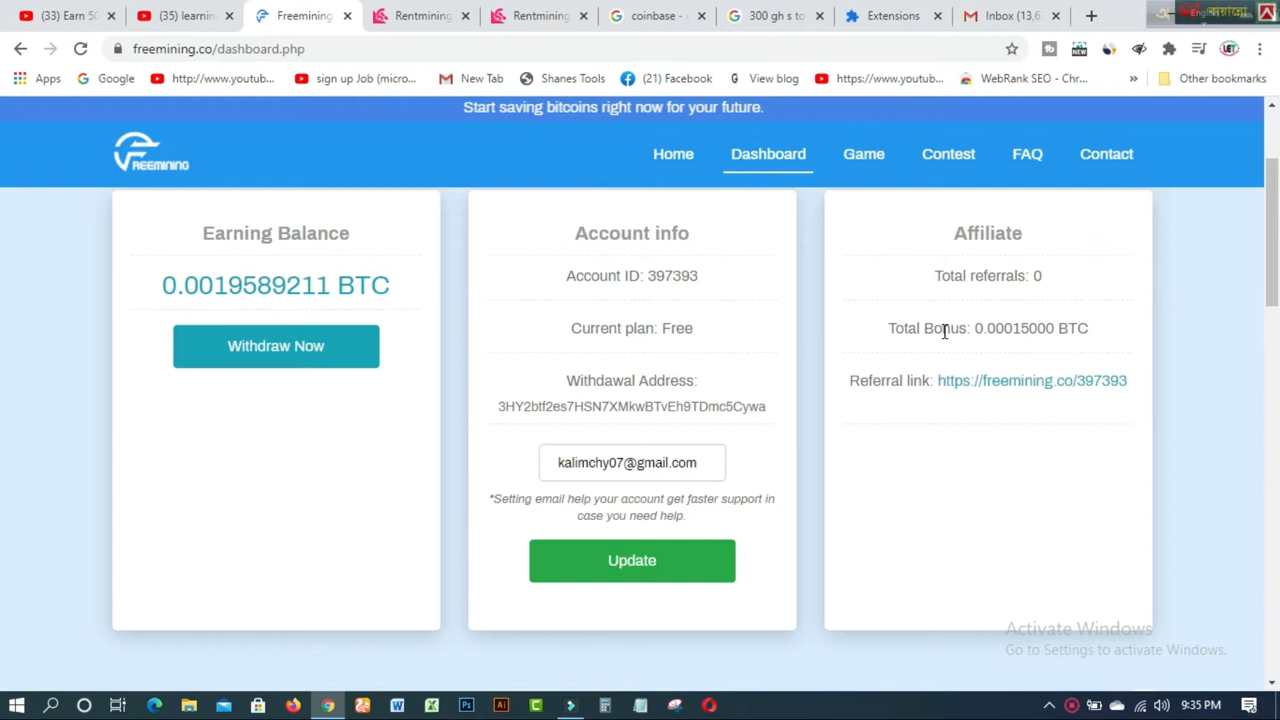 (33) Earn 50
(35) learnin
Freemining
Rentmining
Rentmining
coinbase -
300 gh s to
Extensions
Inbox (13,6
English
freemining.co/dashboard.php
Apps
Google
http://www.youtub...
sign up Job (micro...
New Tab
Shanes Tools
(21) Facebook
View blog
https://www.youtub...
WebRank SEO - Chr...
»
Other bookmarks
Start saving bitcoins right now for your future.
FREEMINING
Home
Dashboard
Game
Contest
FAQ
Contact
Earning Balance
0.0019589211 BTC
Withdraw Now
Account info
Account ID: 397393
Current plan: Free
Withdawal Address:
3HY2btf2es7HSN7XMkwBTvEh9TDmc5Cywa
kalimchy07@gmail.com
*Setting email help your account get faster support in
case you need help.
Update
Affiliate
Total referrals: 0
Total Bonus: 0.00015000 BTC
Referral link: https://freemining.co/397393
Activate Windows
Go to Settings to activate Windows.
9:35 PM